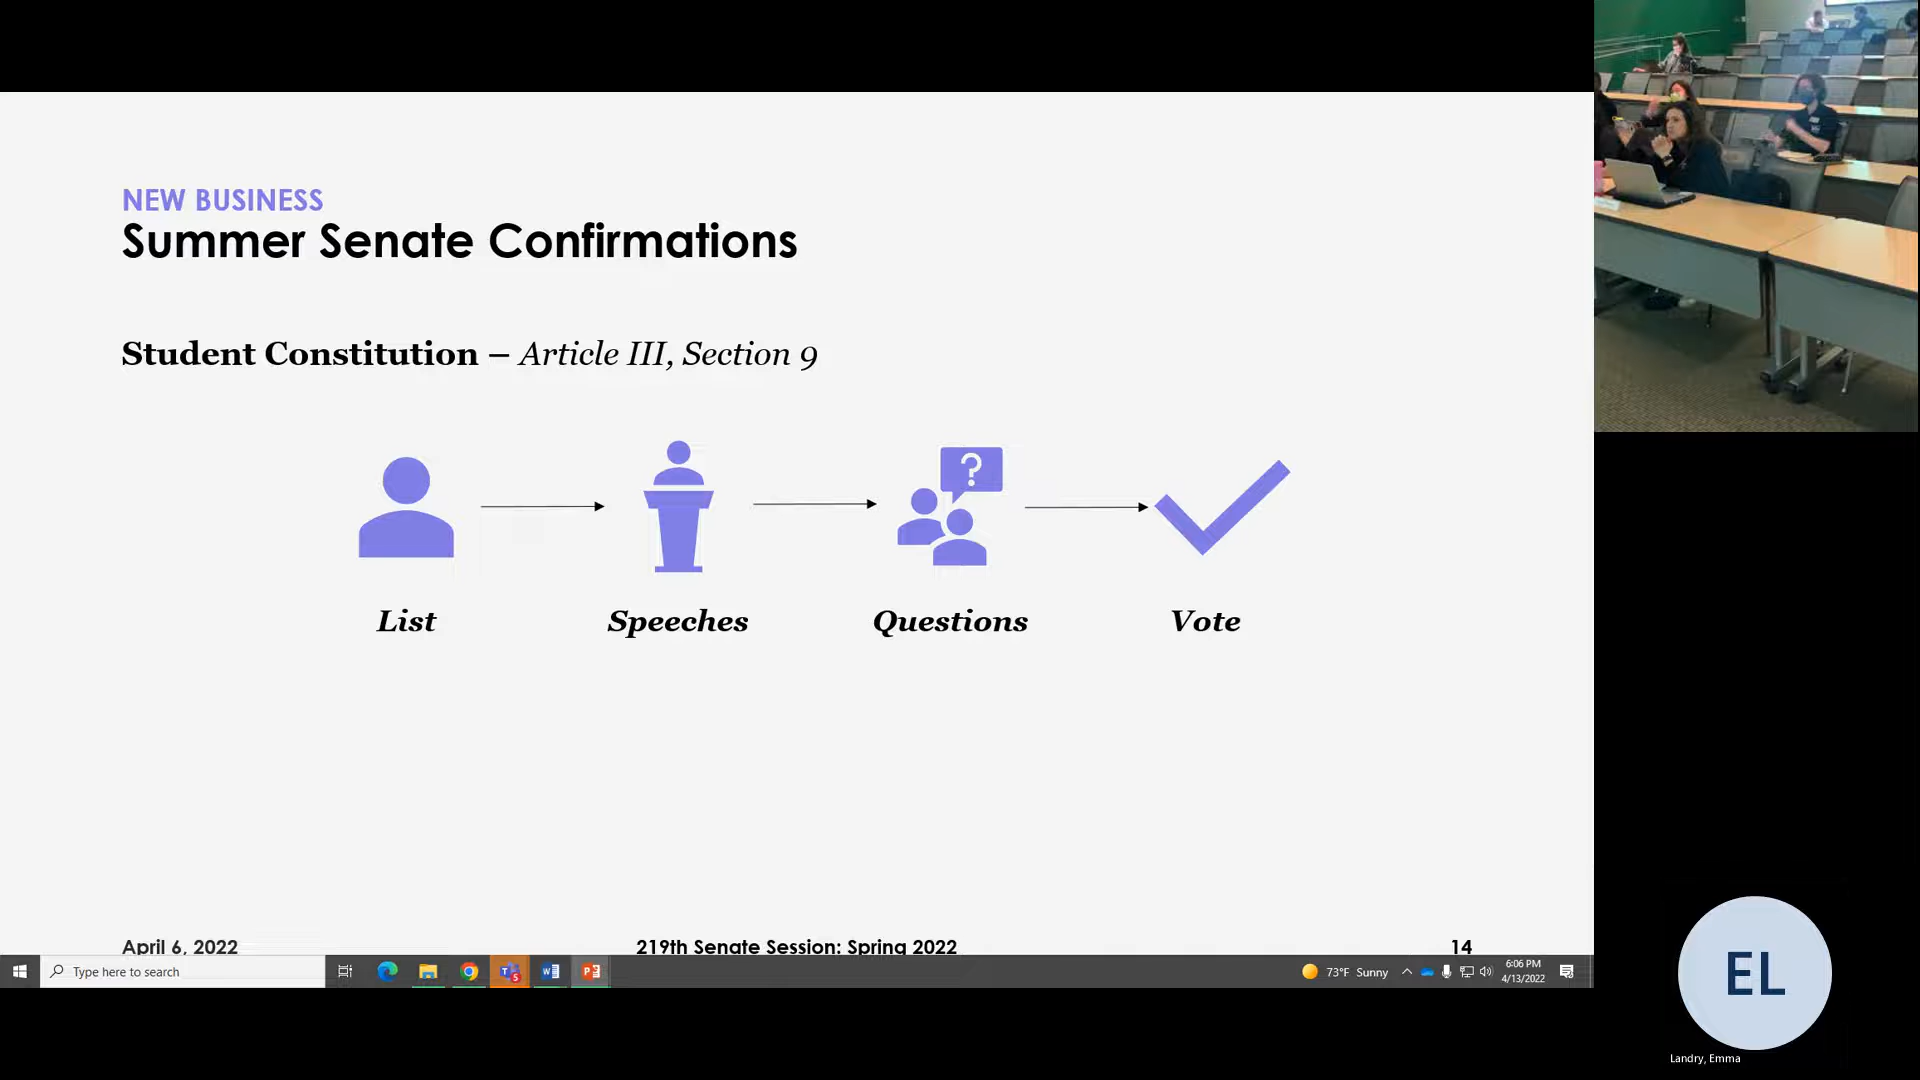 NEW BUSINESS
Summer Senate Confirmations
Student Constitution – Article III, Section 9
?
List
Speeches
Questions
Vote
April 6, 2022
219th Senate Session: Spring 2022
14
Type here to search
73°F Sunny
6:06 PM
4/13/2022
EL
Landry, Emma